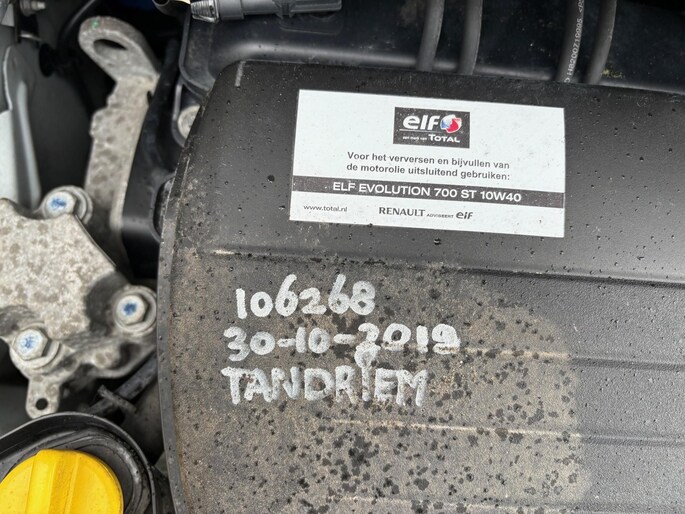 elf
TOTAL
Voor het verversen en bijvullen van
de motorolie uitsluitend gebruiken:
ELF EVOLUTION 700 ST 10W40
www.total.nl RENAULT ADVISEERT elf
106268
30-10-2019
TANDRIEM